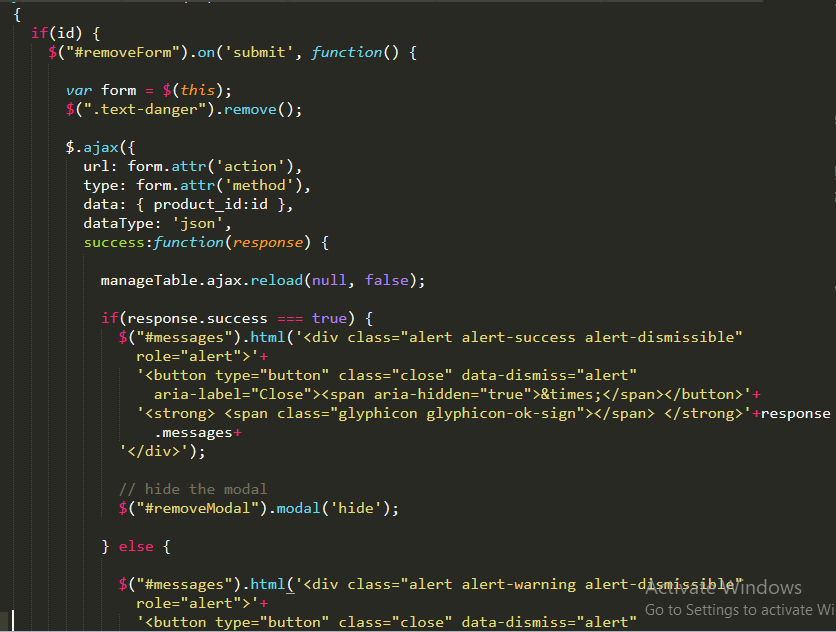 {
if(id) {
$("#removeForm").on('submit', function() {
var form = $(this);
$(".text-danger").remove();
$.ajax({
url: form.attr('action'),
type: form.attr('method'),
data: { product_id:id },
dataType: 'json',
success:function(response) {
manageTable.ajax.reload(null, false);
if(response.success === true) {
$("#messages").html('<div class="alert alert-success alert-dismissible"
role="alert">'+
'<button type="button" class="close" data-dismiss="alert"
aria-label="Close"><span aria-hidden="true">&times;</span></button>'+
'<strong> <span class="glyphicon glyphicon-ok-sign"></span> </strong>'+response
.messages+
'</div>');
// hide the modal
$("#removeModal").modal('hide');
} else {
$("#messages").html('<div class="alert alert-warning alert-dismissible"
role="alert">'+
'<button type="button" class="close" data-dismiss="alert"
Activate Windows
Go to Settings to activate Wi